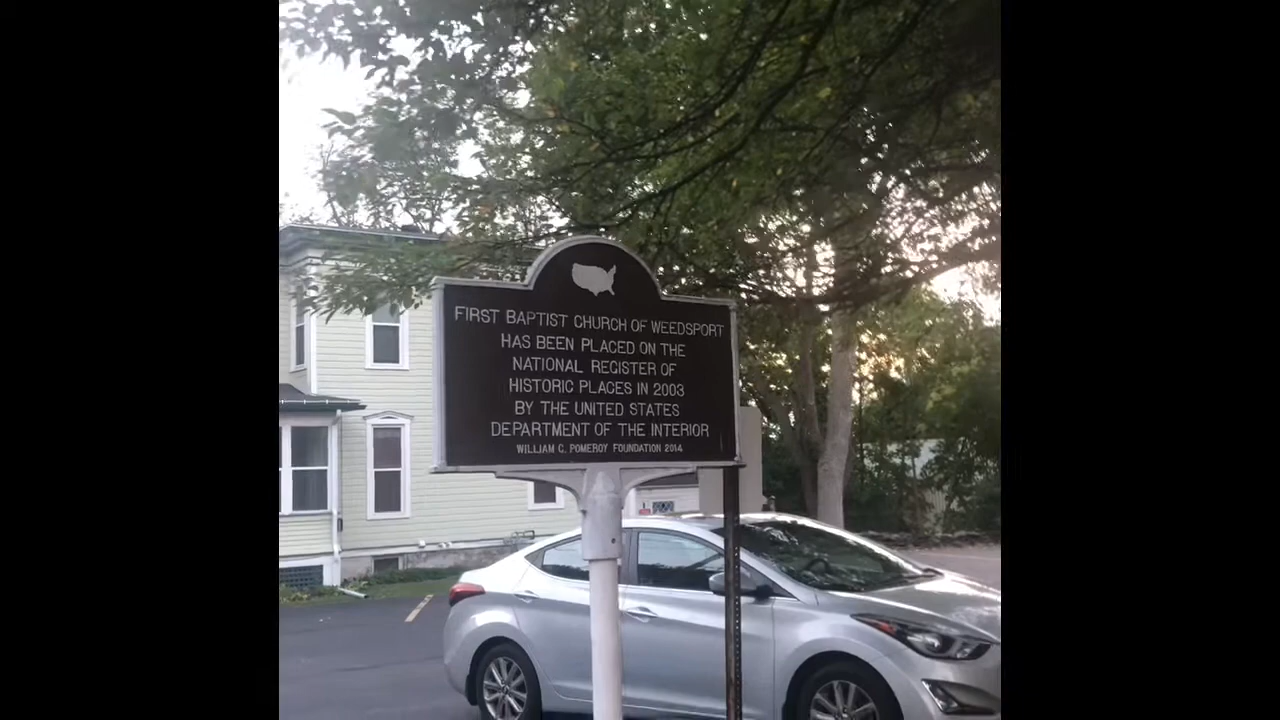 FIRST BAPTIST CHURCH OF WEEDSPORT
HAS BEEN PLACED ON THE
NATIONAL REGISTER OF
HISTORIC PLACES IN 2003
BY THE UNITED STATES
DEPARTMENT OF THE INTERIOR
WILLIAM C. POMEROY FOUNDATION 2014